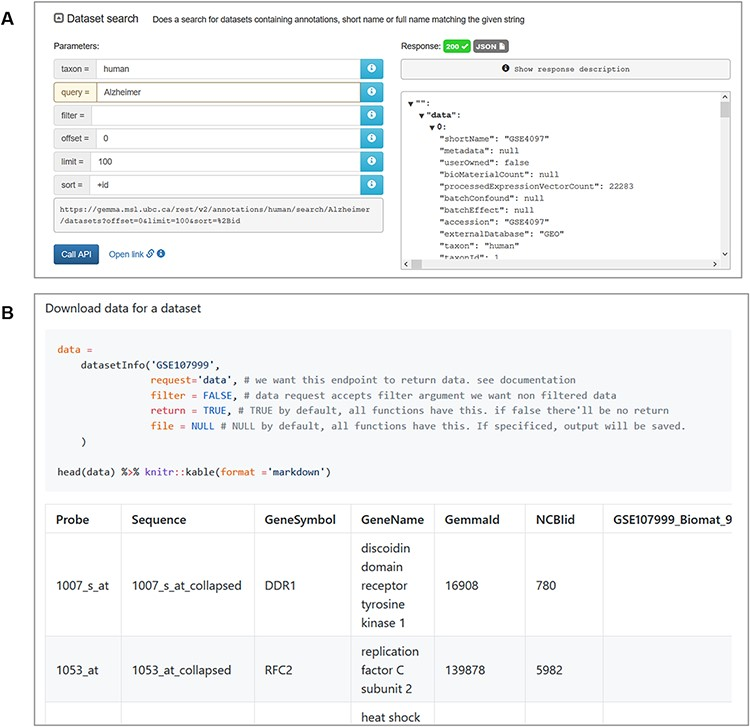 A
Dataset search Does a search for datasets containing annotations, short name or full name matching the given string
Parameters:
taxon = human
query = Alzheimer
filter =
offset = 0
limit = 100
sort = +id
https://gemma.msl.ubc.ca/rest/v2/annotations/human/search/Alzheimer
/datasets?offset=0&limit=100&sort=%2Bid
Call API Open link
Response: 200 JSON
Show response description
"":
"data":
0:
"shortName": "GSE4097"
"metadata": null
"userOwned": false
"bioMaterialCount": null
"processedExpressionVectorCount": 22283
"batchConfound": null
"batchEffect": null
"accession": "GSE4097"
"externalDatabase": "GEO"
"taxon": "human"
"taxonId": 1
B
Download data for a dataset
data =
datasetInfo('GSE107999',
request='data', # we want this endpoint to return data. see documentation
filter = FALSE, # data request accepts filter argument we want non filtered data
return = TRUE, # TRUE by default, all functions have this. if false there'll be no return
file = NULL # NULL by default, all functions have this. If specificed, output will be saved.
)
head(data) %>% knitr::kable(format ='markdown')
Probe Sequence GeneSymbol GeneName GemmaId NCBIid GSE107999_Biomat_9
1007_s_at 1007_s_at_collapsed DDR1 discoidin
domain
receptor
tyrosine
kinase 1
16908 780
1053_at 1053_at_collapsed RFC2 replication
factor C
subunit 2
139878 5982
heat shock